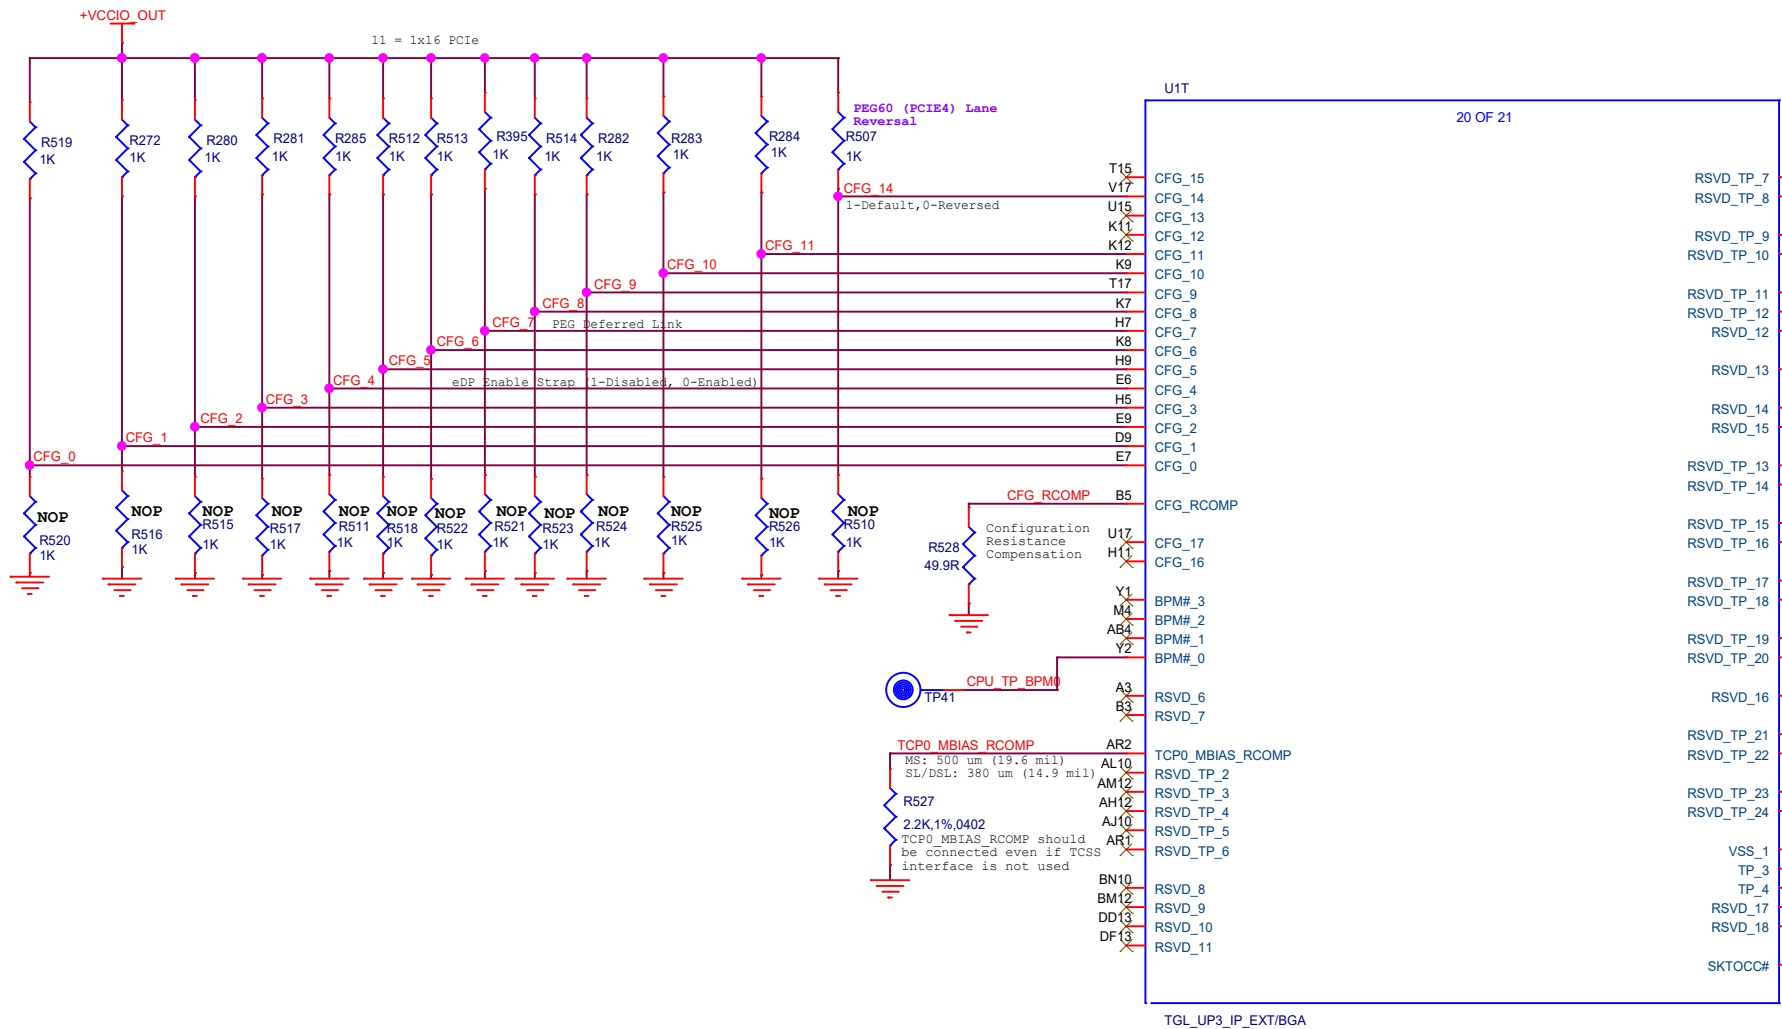 +VCCIO_OUT
11 = 1x16 PCIe
R519
1K
R272
1K
R280
1K
R281
1K
R285
1K
R512
1K
R513
1K
R395
1K
R514
1K
R282
1K
R283
1K
R284
1K
PEG60 (PCIE4) Lane
Reversal
R507
1K
CFG_14
1-Default,0-Reversed
CFG_11
CFG_10
CFG_9
CFG_8
CFG_7
PEG Deferred Link
CFG_6
CFG_5
CFG_4
eDP Enable Strap (1-Disabled, 0-Enabled)
CFG_3
CFG_2
CFG_1
CFG_0
NOP
R520
1K
NOP
R516
1K
NOP
R515
1K
NOP
R517
1K
NOP
R511
1K
NOP
R518
1K
NOP
R522
1K
NOP
R521
1K
NOP
R523
1K
NOP
R524
1K
NOP
R525
1K
NOP
R526
1K
NOP
R510
1K
CFG_RCOMP
R528
49.9R
Configuration
Resistance
Compensation
CPU_TP_BPM0
TP41
TCP0_MBIAS_RCOMP
MS: 500 um (19.6 mil)
SL/DSL: 380 um (14.9 mil)
R527
2.2K,1%,0402
TCP0_MBIAS_RCOMP should
be connected even if TCSS
interface is not used
U1T
20 OF 21
T15 CFG_15
V17 CFG_14
U15 CFG_13
K11 CFG_12
K12 CFG_11
K9 CFG_10
T17 CFG_9
K7 CFG_8
H7 CFG_7
K8 CFG_6
H9 CFG_5
E6 CFG_4
H5 CFG_3
E9 CFG_2
D9 CFG_1
E7 CFG_0
B5 CFG_RCOMP
U17 CFG_17
H11 CFG_16
Y1 BPM#_3
M4 BPM#_2
AB4 BPM#_1
Y2 BPM#_0
A3 RSVD_6
B3 RSVD_7
AR2 TCP0_MBIAS_RCOMP
AL10 RSVD_TP_2
AM12 RSVD_TP_3
AH12 RSVD_TP_4
AJ10 RSVD_TP_5
AR1 RSVD_TP_6
BN10 RSVD_8
BM12 RSVD_9
DD13 RSVD_10
DF13 RSVD_11
RSVD_TP_7
RSVD_TP_8
RSVD_TP_9
RSVD_TP_10
RSVD_TP_11
RSVD_TP_12
RSVD_12
RSVD_13
RSVD_14
RSVD_15
RSVD_TP_13
RSVD_TP_14
RSVD_TP_15
RSVD_TP_16
RSVD_TP_17
RSVD_TP_18
RSVD_TP_19
RSVD_TP_20
RSVD_16
RSVD_TP_21
RSVD_TP_22
RSVD_TP_23
RSVD_TP_24
VSS_1
TP_3
TP_4
RSVD_17
RSVD_18
SKTOCC#
TGL_UP3_IP_EXT/BGA